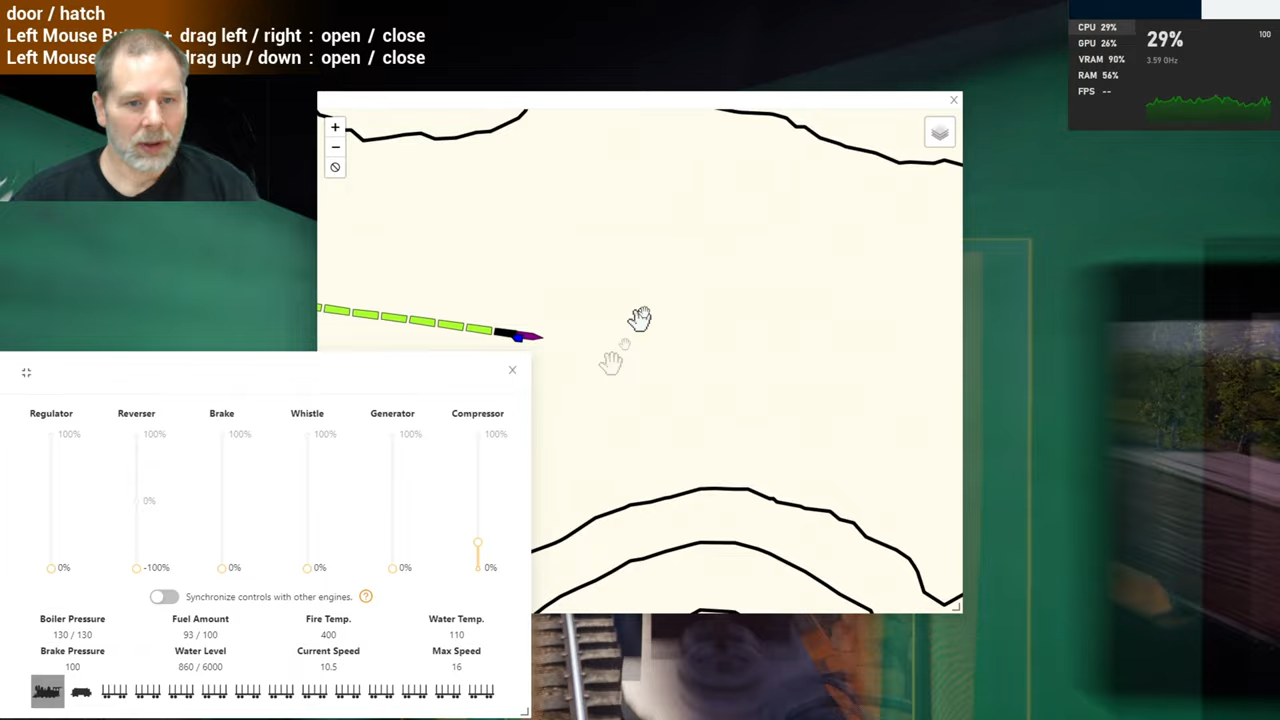 door / hatch
Left Mouse Bu + drag left / right : open / close
Left Mouse drag up / down : open / close
CPU 29%
GPU 26%
VRAM 90%
RAM 56%
FPS --
29%
100
3.59 GHz
+
−
Regulator Reverser Brake Whistle Generator Compressor
100% 100% 100% 100% 100% 100%
0%
0% -100% 0% 0% 0% 0%
Synchronize controls with other engines. ?
Boiler Pressure Fuel Amount Fire Temp. Water Temp.
130 / 130 93 / 100 400 110
Brake Pressure Water Level Current Speed Max Speed
100 860 / 6000 10.5 16